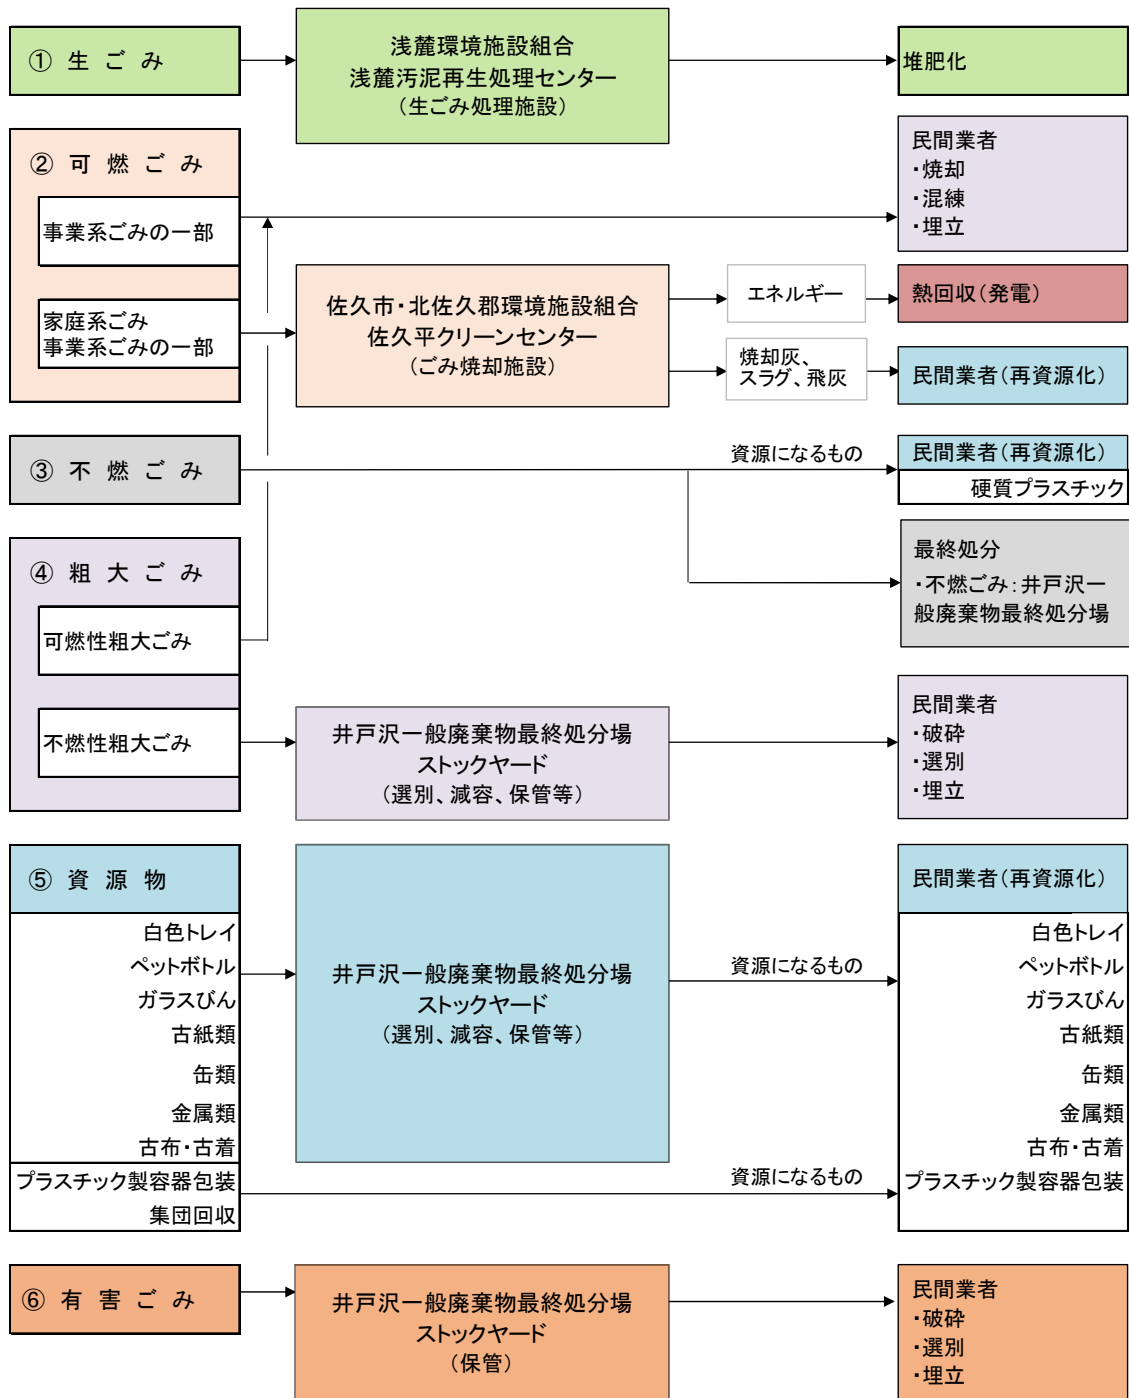 ① 生 ご み
浅麓環境施設組合
浅麓汚泥再生処理センター
（生ごみ処理施設）
堆肥化
② 可 燃 ご み
事業系ごみの一部
民間業者
・焼却
・混練
・埋立
家庭系ごみ
事業系ごみの一部
佐久市・北佐久郡環境施設組合
佐久平クリーンセンター
（ごみ焼却施設）
エネルギー
熱回収（発電）
焼却灰、
スラグ、飛灰
民間業者（再資源化）
③ 不 燃 ご み
資源になるもの
民間業者（再資源化）
硬質プラスチック
最終処分
・不燃ごみ：井戸沢一
般廃棄物最終処分場
④ 粗 大 ご み
可燃性粗大ごみ
不燃性粗大ごみ
井戸沢一般廃棄物最終処分場
ストックヤード
（選別、減容、保管等）
民間業者
・破砕
・選別
・埋立
⑤ 資 源 物
白色トレイ
ペットボトル
ガラスびん
古紙類
缶類
金属類
古布・古着
プラスチック製容器包装
集団回収
井戸沢一般廃棄物最終処分場
ストックヤード
（選別、減容、保管等）
資源になるもの
資源になるもの
民間業者（再資源化）
白色トレイ
ペットボトル
ガラスびん
古紙類
缶類
金属類
古布・古着
プラスチック製容器包装
⑥ 有 害 ご み
井戸沢一般廃棄物最終処分場
ストックヤード
（保管）
民間業者
・破砕
・選別
・埋立